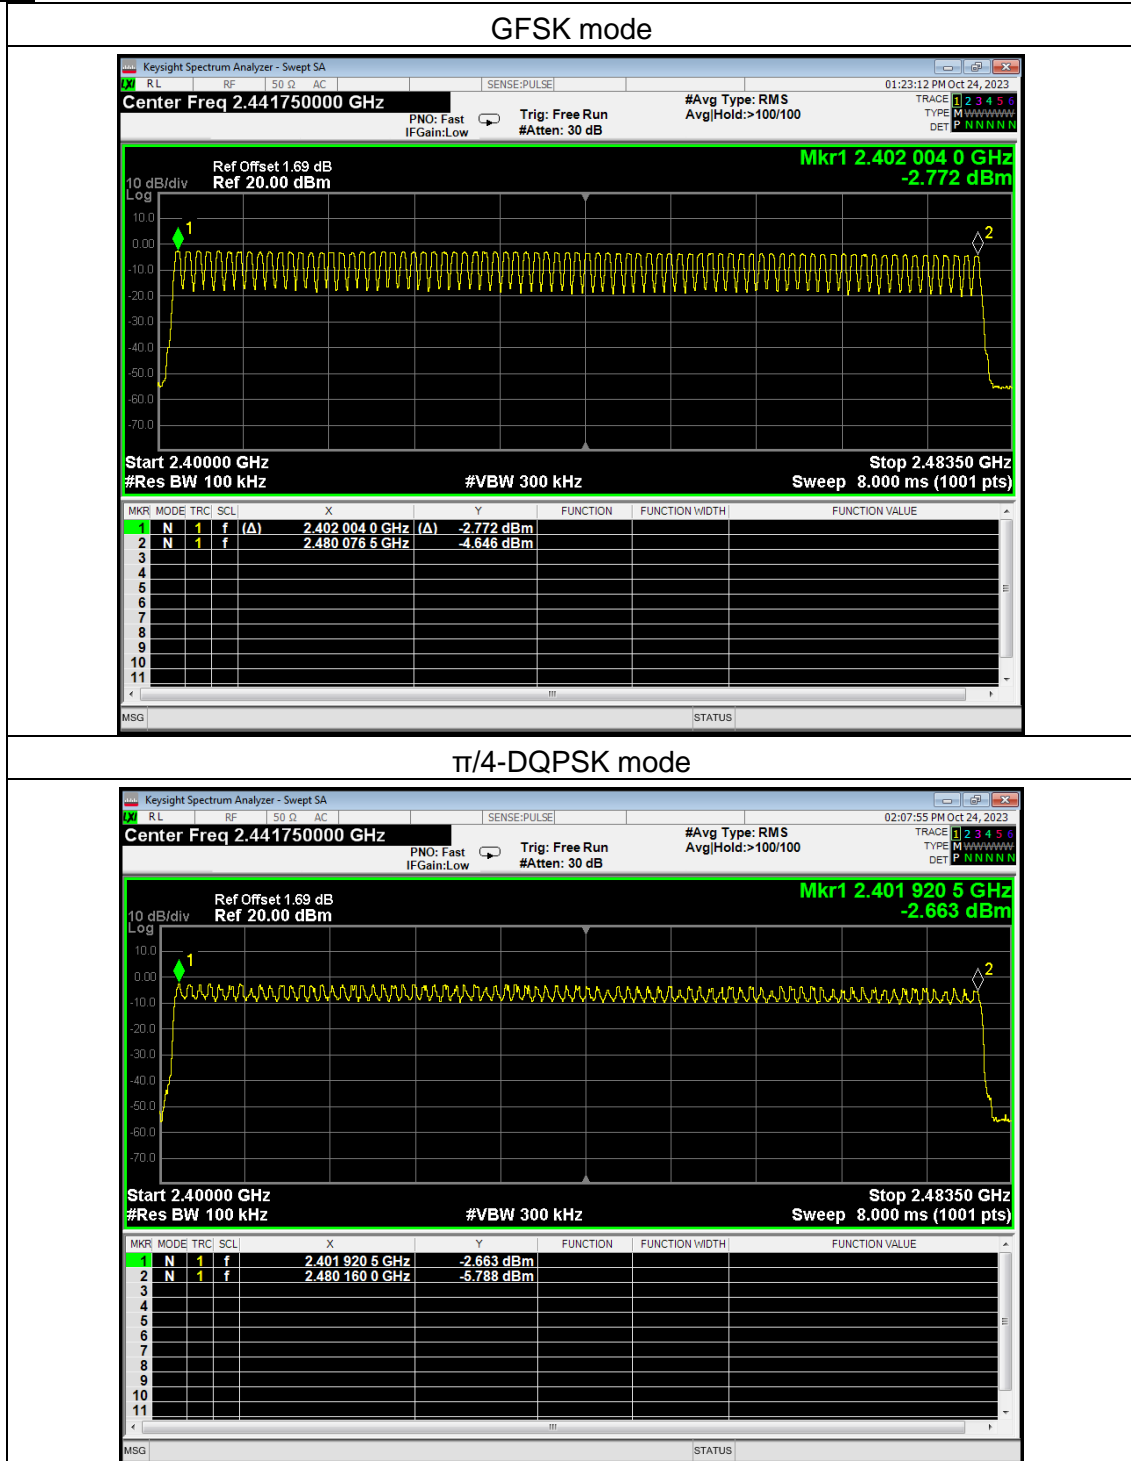 GFSK mode
Keysight Spectrum Analyzer - Swept SA
LXI RL RF 50 Ω AC SENSE:PULSE 01:23:12 PM Oct 24, 2023
Center Freq 2.441750000 GHz #Avg Type: RMS TRACE 1 2 3 4 5 6
PNO: Fast Trig: Free Run Avg|Hold:>100/100 TYPE M WWWWW
IFGain:Low #Atten: 30 dB DET P N N N N N
Mkr1 2.402 004 0 GHz
Ref Offset 1.69 dB
10 dB/div Ref 20.00 dBm -2.772 dBm
Log
10.0
1
2
0.00
-10.0
-20.0
-30.0
-40.0
-50.0
-60.0
-70.0
Start 2.40000 GHz Stop 2.48350 GHz
#Res BW 100 kHz #VBW 300 kHz Sweep 8.000 ms (1001 pts)
MKR MODE TRC SCL X Y FUNCTION FUNCTION WIDTH FUNCTION VALUE
1 N 1 f (Δ) 2.402 004 0 GHz (Δ) -2.772 dBm
2 N 1 f 2.480 076 5 GHz -4.646 dBm
3
4
5
6
7
8
9
10
11
MSG STATUS
π/4-DQPSK mode
Keysight Spectrum Analyzer - Swept SA
LXI RL RF 50 Ω AC SENSE:PULSE 02:07:55 PM Oct 24, 2023
Center Freq 2.441750000 GHz #Avg Type: RMS TRACE 1 2 3 4 5 6
PNO: Fast Trig: Free Run Avg|Hold:>100/100 TYPE M WWWWW
IFGain:Low #Atten: 30 dB DET P N N N N N
Mkr1 2.401 920 5 GHz
Ref Offset 1.69 dB
10 dB/div Ref 20.00 dBm -2.663 dBm
Log
10.0
1
2
0.00
-10.0
-20.0
-30.0
-40.0
-50.0
-60.0
-70.0
Start 2.40000 GHz Stop 2.48350 GHz
#Res BW 100 kHz #VBW 300 kHz Sweep 8.000 ms (1001 pts)
MKR MODE TRC SCL X Y FUNCTION FUNCTION WIDTH FUNCTION VALUE
1 N 1 f 2.401 920 5 GHz -2.663 dBm
2 N 1 f 2.480 160 0 GHz -5.788 dBm
3
4
5
6
7
8
9
10
11
MSG STATUS